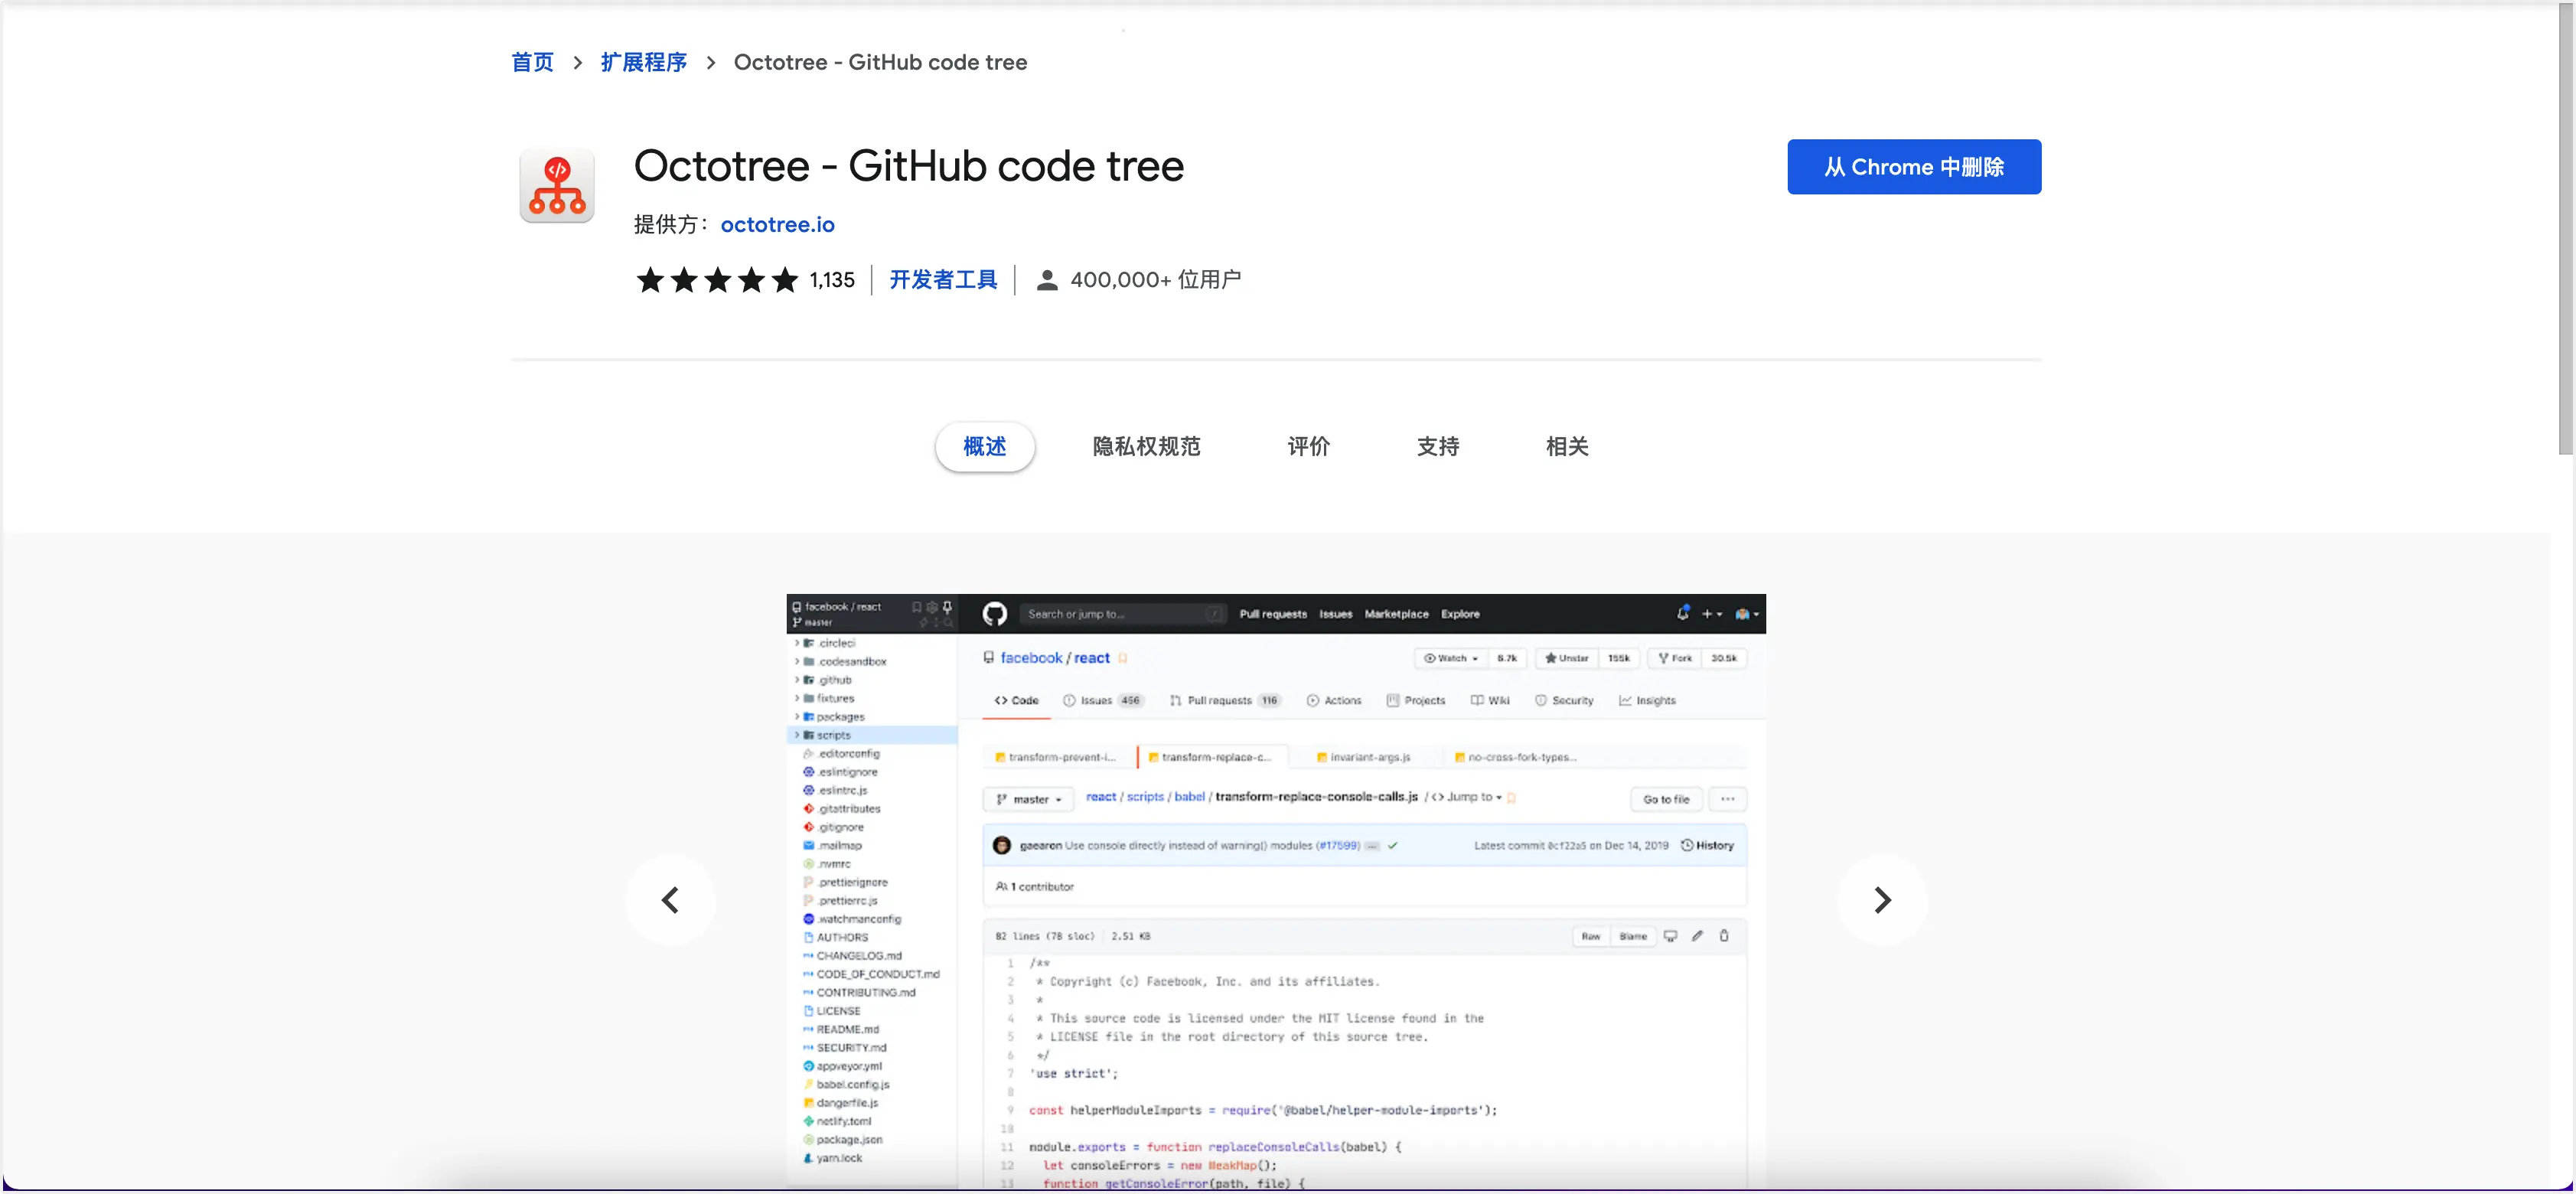 首页 > 扩展程序 > Octotree - GitHub code tree
Octotree - GitHub code tree
从 Chrome 中删除
提供方： octotree.io
1,135 开发者工具 400,000+ 位用户
概述 隐私权规范 评价 支持 相关
facebook / react
master
.circleci
.codesandbox
.github
fixtures
packages
scripts
.editorconfig
.eslintignore
.eslintrc.js
.gitattributes
.gitignore
.mailmap
.nvmrc
.prettierignore
.prettierrc.js
.watchmanconfig
AUTHORS
CHANGELOG.md
CODE_OF_CONDUCT.md
CONTRIBUTING.md
LICENSE
README.md
SECURITY.md
appveyor.yml
babel.config.js
dangerfile.js
netlify.toml
package.json
yarn.lock
Search or jump to... / Pull requests Issues Marketplace Explore
facebook / react
Watch 6.7k Unstar 155k Fork 30.5k
Code Issues 456 Pull requests 116 Actions Projects Wiki Security Insights
transform-prevent-i... transform-replace-c... invariant-args.js no-cross-fork-types...
master react / scripts / babel / transform-replace-console-calls.js / <> Jump to Go to file ...
gaearon Use console directly instead of warning() modules (#17599) ... Latest commit 0cf22a5 on Dec 14, 2019 History
1 contributor
82 lines (78 sloc) 2.51 KB Raw Blame
1 /**
2 * Copyright (c) Facebook, Inc. and its affiliates.
3 *
4 * This source code is licensed under the MIT license found in the
5 * LICENSE file in the root directory of this source tree.
6 */
7 'use strict';
8
9 const helperModuleImports = require('@babel/helper-module-imports');
10
11 module.exports = function replaceConsoleCalls(babel) {
12 let consoleErrors = new WeakMap();
13 function getConsoleError(path, file) {